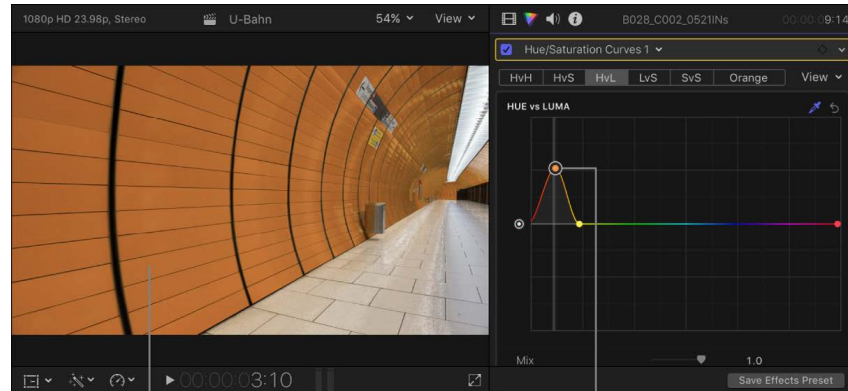 1080p HD 23.98p, Stereo
U-Bahn
54%
View
B028_C002_0521INs
00:00:09:14
Hue/Saturation Curves 1
HvH HvS HvL LvS SvS Orange View
HUE vs LUMA
Mix 1.0
00:00:03:10
Save Effects Preset